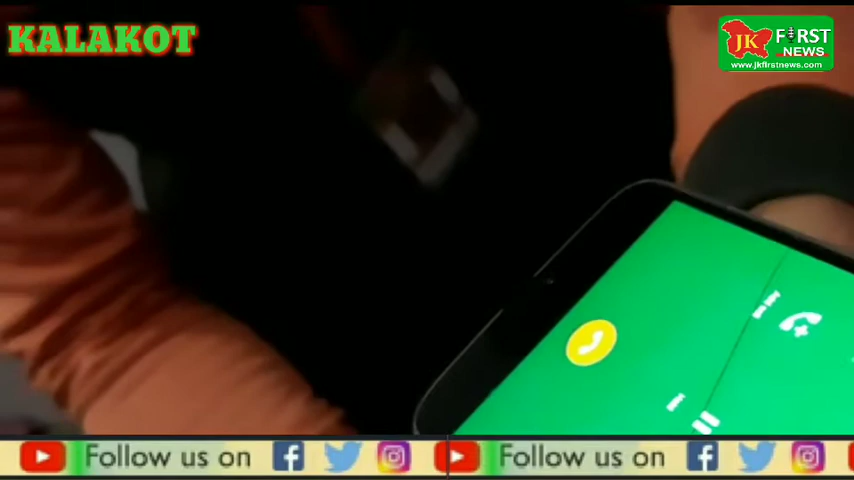 KALAKOT
JK FIRST
NEWS
www.jkfirstnews.com
Follow us on
Follow us on